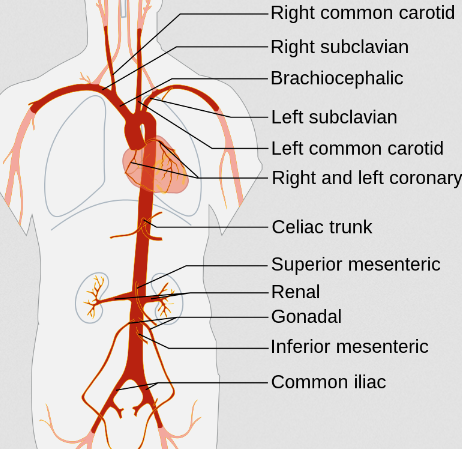 Right common carotid
Right subclavian
Brachiocephalic
Left subclavian
Left common carotid
Right and left coronary
Celiac trunk
Superior mesenteric
Renal
Gonadal
Inferior mesenteric
Common iliac